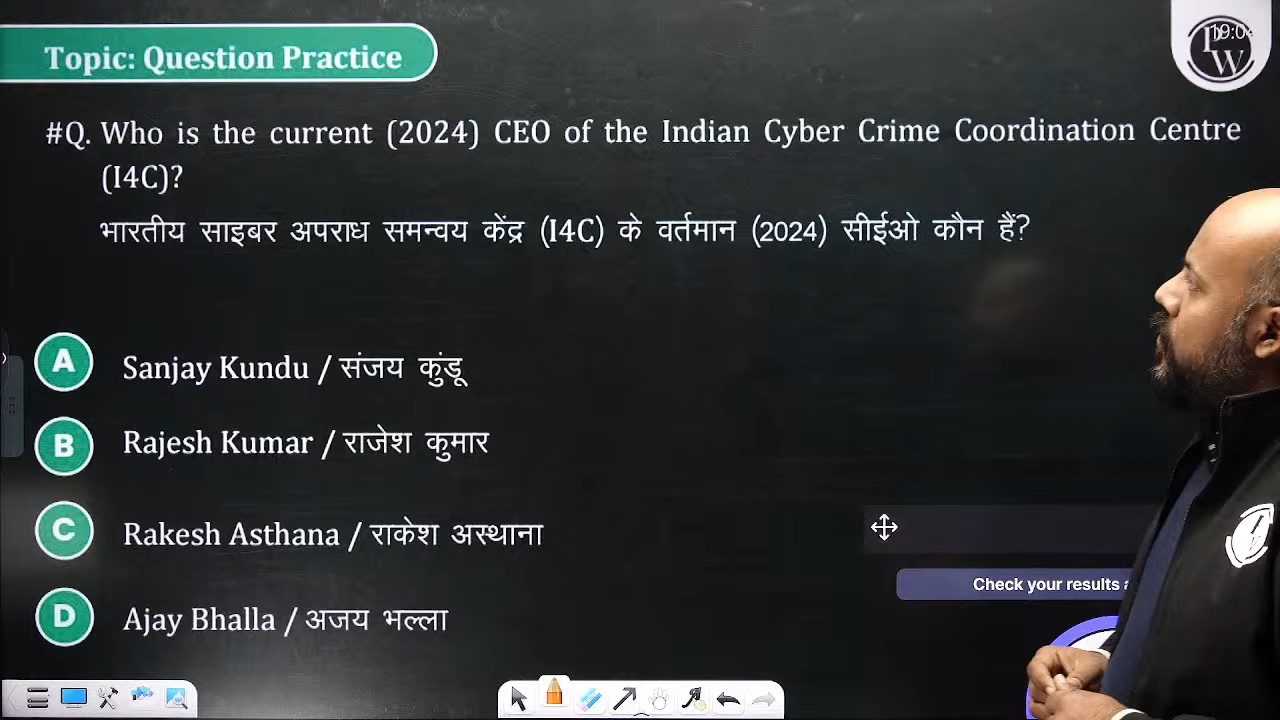 Topic: Question Practice
#Q. Who is the current (2024) CEO of the Indian Cyber Crime Coordination Centre
(I4C)?
भारतीय साइबर अपराध समन्वय केंद्र (I4C) के वर्तमान (2024) सीईओ कौन हैं?
A Sanjay Kundu / संजय कुंडू
B Rajesh Kumar / राजेश कुमार
C Rakesh Asthana / राकेश अस्थाना
D Ajay Bhalla / अजय भल्ला
Check your results